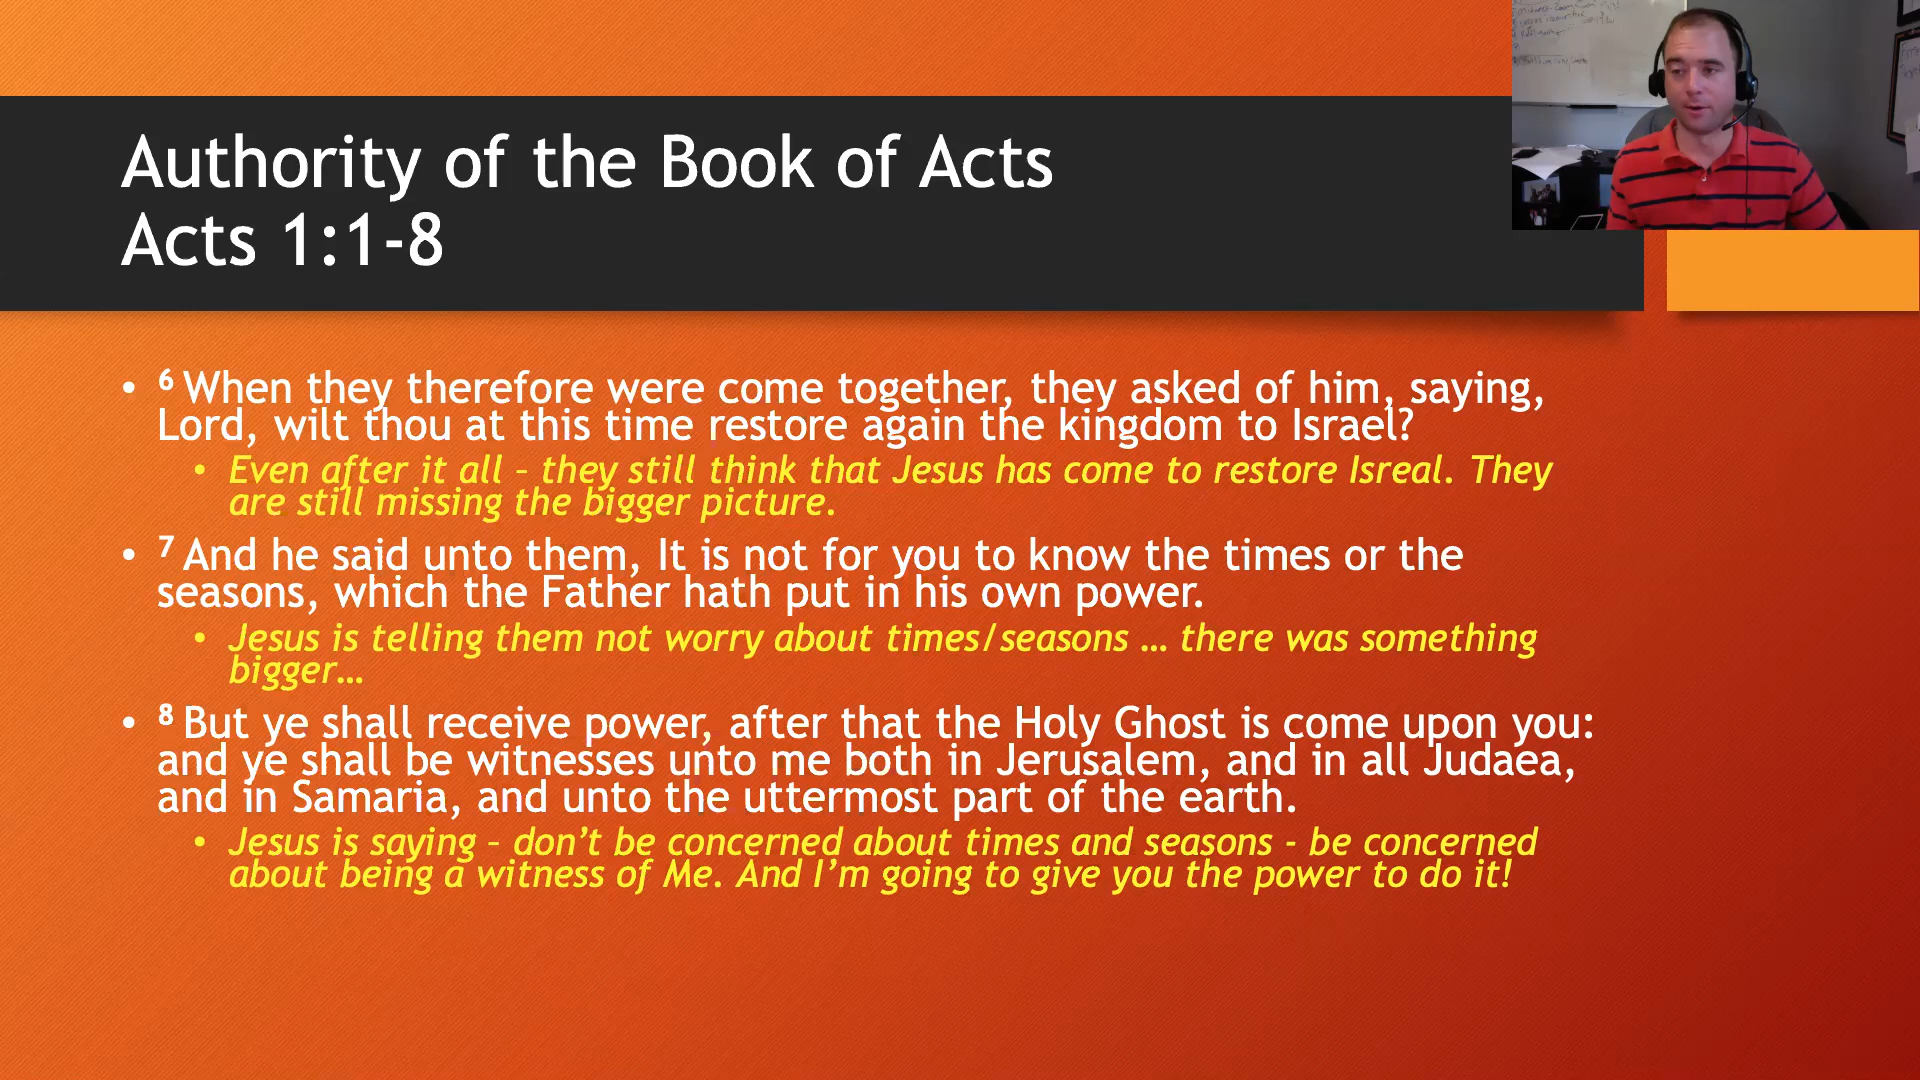 Authority of the Book of Acts
Acts 1:1-8
• ⁶ When they therefore were come together, they asked of him, saying,
Lord, wilt thou at this time restore again the kingdom to Israel?
• Even after it all – they still think that Jesus has come to restore Isreal. They
are still missing the bigger picture.
• ⁷ And he said unto them, It is not for you to know the times or the
seasons, which the Father hath put in his own power.
• Jesus is telling them not worry about times/seasons … there was something
bigger…
• ⁸ But ye shall receive power, after that the Holy Ghost is come upon you:
and ye shall be witnesses unto me both in Jerusalem, and in all Judaea,
and in Samaria, and unto the uttermost part of the earth.
• Jesus is saying – don’t be concerned about times and seasons - be concerned
about being a witness of Me. And I’m going to give you the power to do it!